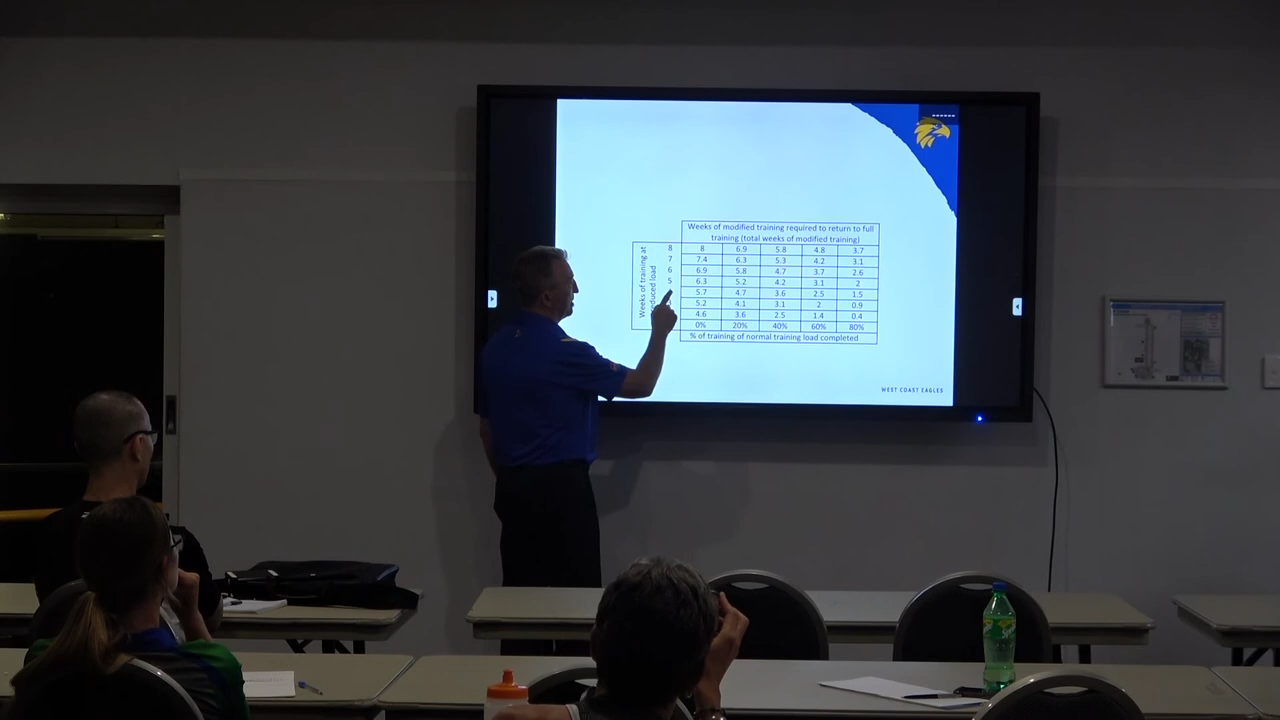 Weeks of modified training required to return to full
training (total weeks of modified training)
Weeks of training at
reduced load
8 8 6.9 5.8 4.8 3.7
7 7.4 6.3 5.3 4.2 3.1
6 6.9 5.8 4.7 3.7 2.6
5 6.3 5.2 4.2 3.1 2
5.7 4.7 3.6 2.5 1.5
5.2 4.1 3.1 2 0.9
4.6 3.6 2.5 1.4 0.4
0% 20% 40% 60% 80%
% of training of normal training load completed
WEST COAST EAGLES